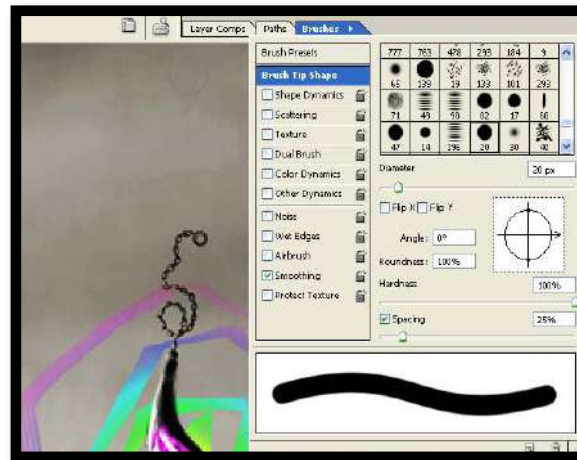 Layer Comps Paths Brushes
Brush Presets
Brush Tip Shape
Shape Dynamics
Scattering
Texture
Dual Brush
Color Dynamics
Other Dynamics
Noise
Wet Edges
Airbrush
Smoothing
Protect Texture
777 763 478 293 184 9
65 139 19 133 101 293
71 49 90 82 17 60
47 14 196 20 30 40
Diameter 20 px
Flip X Flip Y
Angle: 0°
Roundness: 100%
Hardness 100%
Spacing 25%